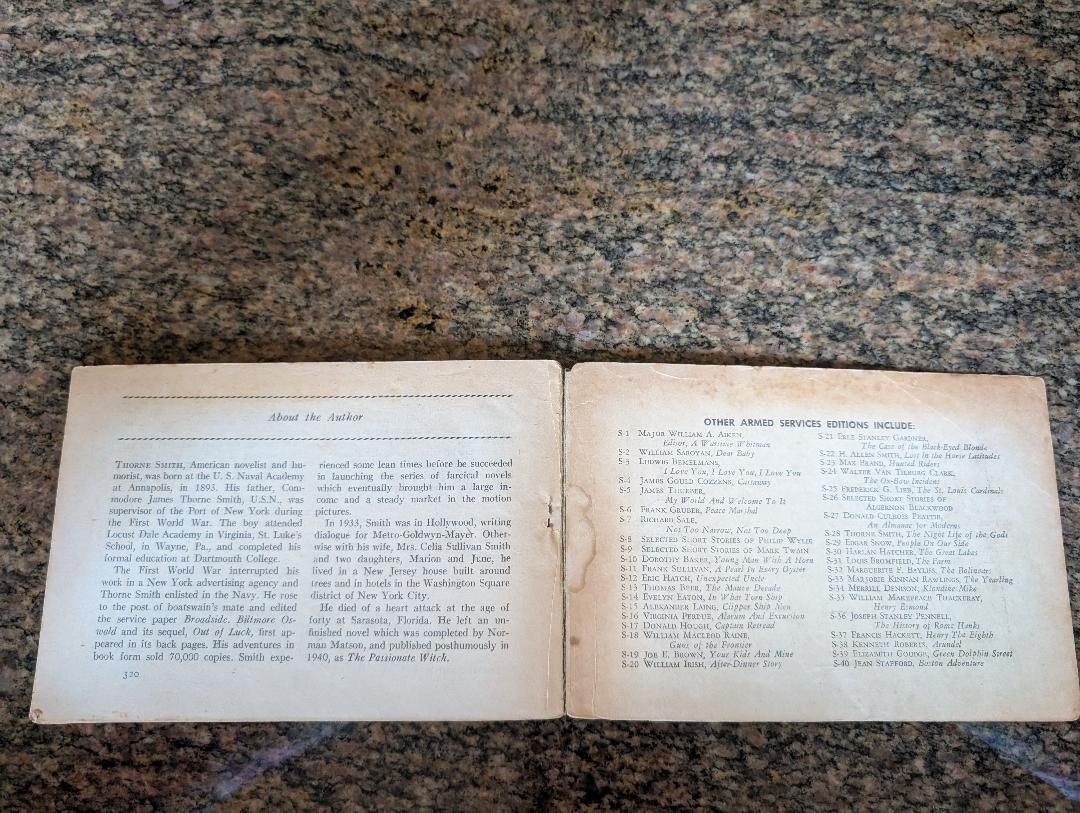 About the Author
THORNE SMITH, American novelist and hu-
morist, was born at the U. S. Naval Academy
at Annapolis, in 1893. His father, Com-
modore James Thorne Smith, U.S.N., was
supervisor of the Port of New York during
the First World War. The boy attended
Locust Dale Academy in Virginia, St. Luke's
School, in Wayne, Pa., and completed his
formal education at Dartmouth College.
The First World War interrupted his
work in a New York advertising agency and
Thorne Smith enlisted in the Navy. He rose
to the post of boatswain's mate and edited
the service paper Broadside. Biltmore Os-
wald and its sequel, Out of Luck, first ap-
peared in its back pages. His adventures in
book form sold 70,000 copies. Smith expe-
320
rienced some lean times before he succeeded
in launching the series of farcical novels
which eventually brought him a large in-
come and a steady market in the motion
pictures.
In 1933, Smith was in Hollywood, writing
dialogue for Metro-Goldwyn-Mayer. Other-
wise with his wife, Mrs. Celia Sullivan Smith
and two daughters, Marion and June, he
lived in a New Jersey house built around
trees and in hotels in the Washington Square
district of New York City.
He died of a heart attack at the age of
forty at Sarasota, Florida. He left an un-
finished novel which was completed by Nor-
man Matson, and published posthumously in
1940, as The Passionate Witch.
OTHER ARMED SERVICES EDITIONS INCLUDE:
S-1 MAJOR WILLIAM A. AIKEN,
Editor, A Wartime Whitman
S-2 WILLIAM SAROYAN, Dear Baby
S-3 LUDWIG BEMELMANS,
I Love You, I Love You, I Love You
S-4 JAMES GOULD COZZENS, Castaway
S-5 JAMES THURBER,
My World And Welcome To It
S-6 FRANK GRUBER, Peace Marshal
S-7 RICHARD SALE,
Not Too Narrow, Not Too Deep
S-8 SELECTED SHORT STORIES OF PHILIP WYLIE
S-9 SELECTED SHORT STORIES OF MARK TWAIN
S-10 DOROTHY BAKER, Young Man With A Horn
S-11 FRANK SULLIVAN, A Pearl In Every Oyster
S-12 ERIC HATCH, Unexpected Uncle
S-13 THOMAS BEER, The Mauve Decade
S-14 EVELYN EATON, In What Torn Ship
S-15 ALEXANDER LAING, Clipper Ship Men
S-16 VIRGINIA PERDUE, Alarum And Excursion
S-17 DONALD HOUGH, Captain Retread
S-18 WILLIAM MACLEOD RAINE,
Guns of the Frontier
S-19 JOE E. BROWN, Your Kids And Mine
S-20 WILLIAM IRISH, After-Dinner Story
S-21 ERLE STANLEY GARDNER,
The Case of the Black-Eyed Blonde
S-22 H. ALLEN SMITH, Lost In the Horse Latitudes
S-23 MAX BRAND, Hunted Riders
S-24 WALTER VAN TILBURG CLARK,
The Ox-Bow Incident
S-25 FREDERICK G. LIEB, The St. Louis Cardinals
S-26 SELECTED SHORT STORIES OF
ALGERNON BLACKWOOD
S-27 DONALD CULROSS PEATTIE,
An Almanac for Moderns
S-28 THORNE SMITH, The Night Life of the Gods
S-29 EDGAR SNOW, People On Our Side
S-30 HARLAN HATCHER, The Great Lakes
S-31 LOUIS BROMFIELD, The Farm
S-32 MARGUERITE F. BAYLISS, The Bolinvars
S-33 MARJORIE KINNAN RAWLINGS, The Yearling
S-34 MERRILL DENISON, Klondike Mike
S-35 WILLIAM MAKEPEACE THACKERAY,
Henry Esmond
S-36 JOSEPH STANLEY PENNELL,
The History of Rome Hanks
S-37 FRANCIS HACKETT, Henry The Eighth
S-38 KENNETH ROBERTS, Arundel
S-39 ELIZABETH GOUDGE, Green Dolphin Street
S-40 JEAN STAFFORD, Boston Adventure